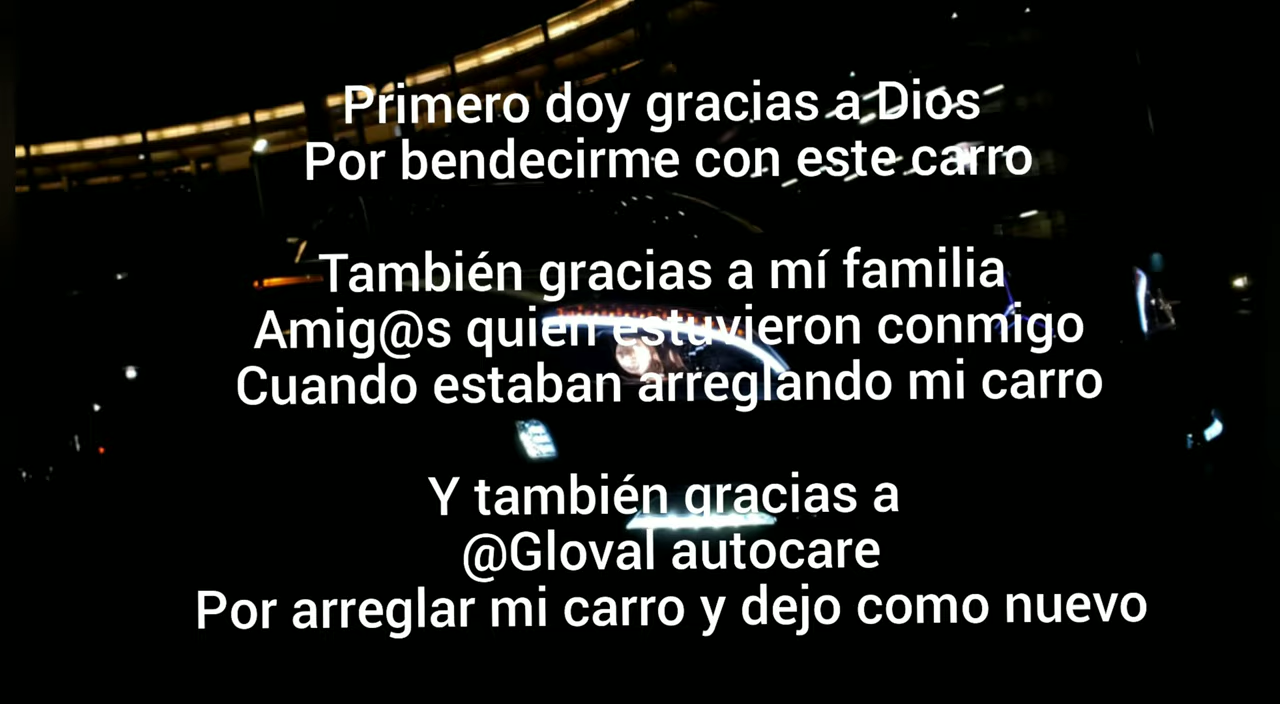 Primero doy gracias a Dios
Por bendecirme con este carro
También gracias a mí familia
Amig@s quien estuvieron conmigo
Cuando estaban arreglando mi carro
Y también gracias a
@Gloval autocare
Por arreglar mi carro y dejo como nuevo